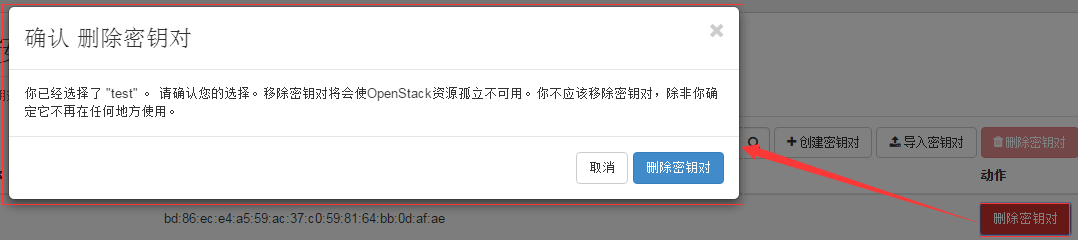 确认 删除密钥对
×
你已经选择了 "test" 。 请确认您的选择。移除密钥对将会使OpenStack资源孤立不可用。你不应该移除密钥对，除非你确
定它不再在任何地方使用。
取消 删除密钥对
创建密钥对 导入密钥对 删除密钥对
动作
bd:86:ec:e4:a5:59:ac:37:c0:59:81:64:bb:0d:af:ae 删除密钥对